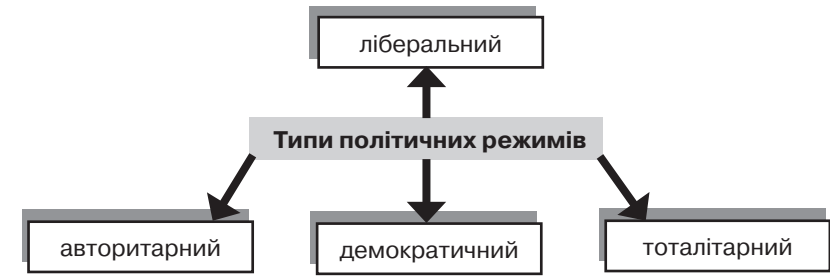 ліберальний
Типи політичних режимів
авторитарний
демократичний
тоталітарний